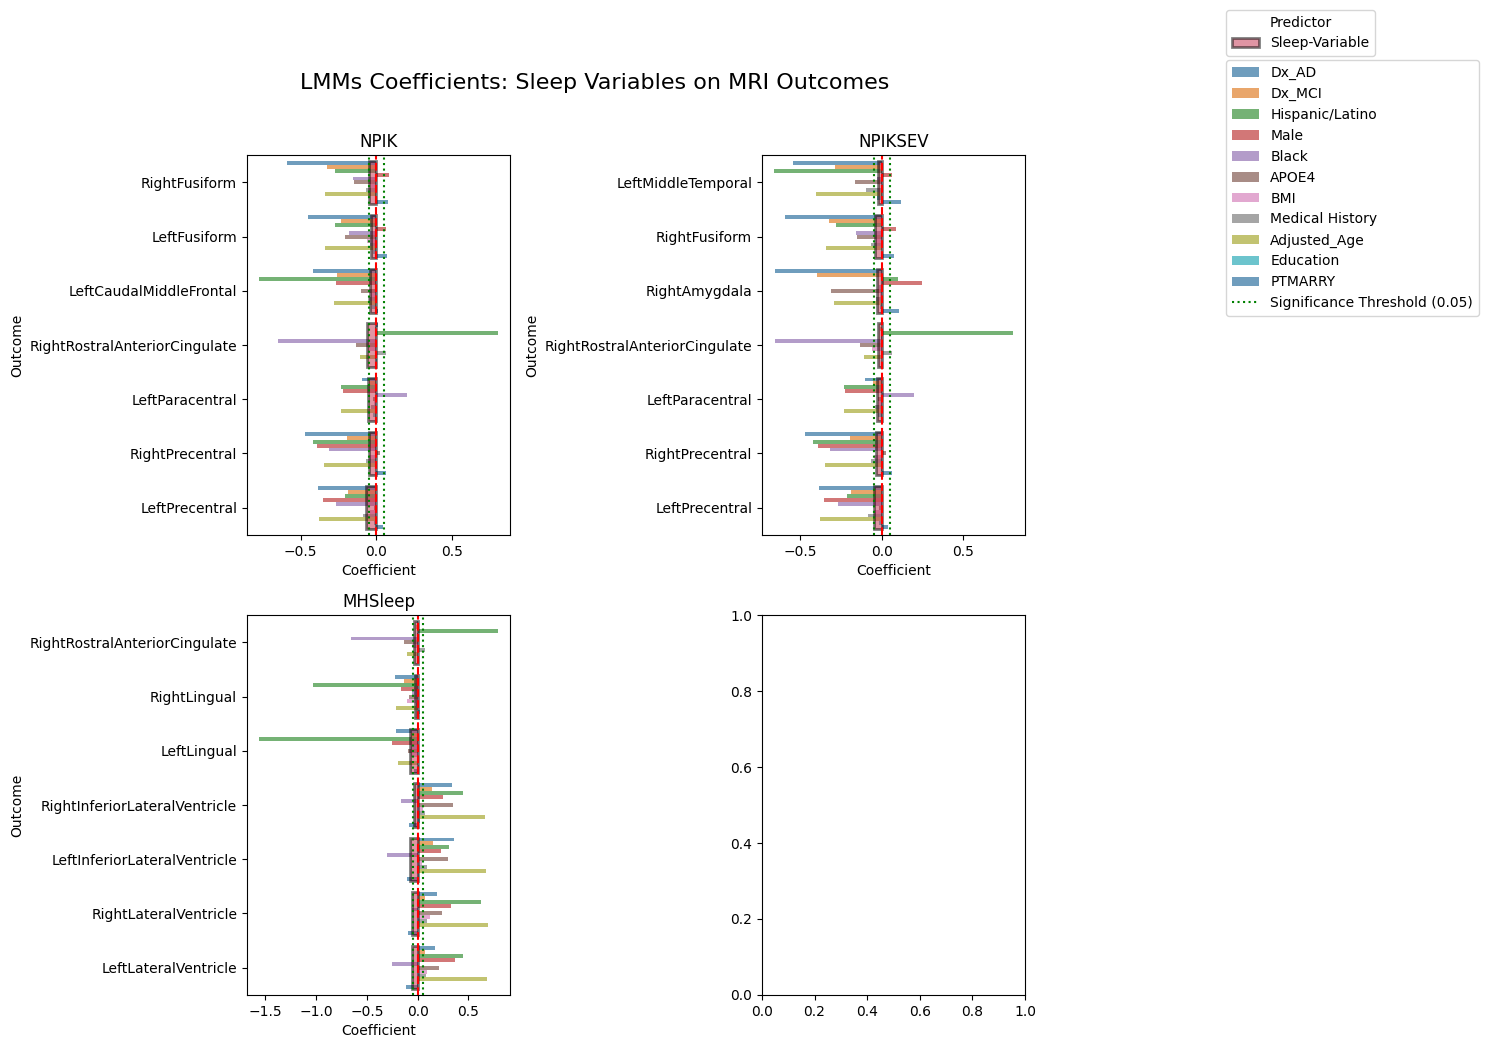 Predictor
Sleep-Variable
LMMs Coefficients: Sleep Variables on MRI Outcomes
Dx_AD
Dx_MCI
Hispanic/Latino
Male
Black
APOE4
BMI
Medical History
Adjusted_Age
Education
PTMARRY
Significance Threshold (0.05)
NPIK
RightFusiform
LeftFusiform
LeftCaudalMiddleFrontal
RightRostralAnteriorCingulate
LeftParacentral
RightPrecentral
LeftPrecentral
Outcome
−0.5 0.0 0.5
Coefficient
NPIKSEV
LeftMiddleTemporal
RightFusiform
RightAmygdala
RightRostralAnteriorCingulate
LeftParacentral
RightPrecentral
LeftPrecentral
Outcome
−0.5 0.0 0.5
Coefficient
MHSleep
RightRostralAnteriorCingulate
RightLingual
LeftLingual
RightInferiorLateralVentricle
LeftInferiorLateralVentricle
RightLateralVentricle
LeftLateralVentricle
Outcome
−1.5 −1.0 −0.5 0.0 0.5
Coefficient
1.0
0.8
0.6
0.4
0.2
0.0
0.0 0.2 0.4 0.6 0.8 1.0